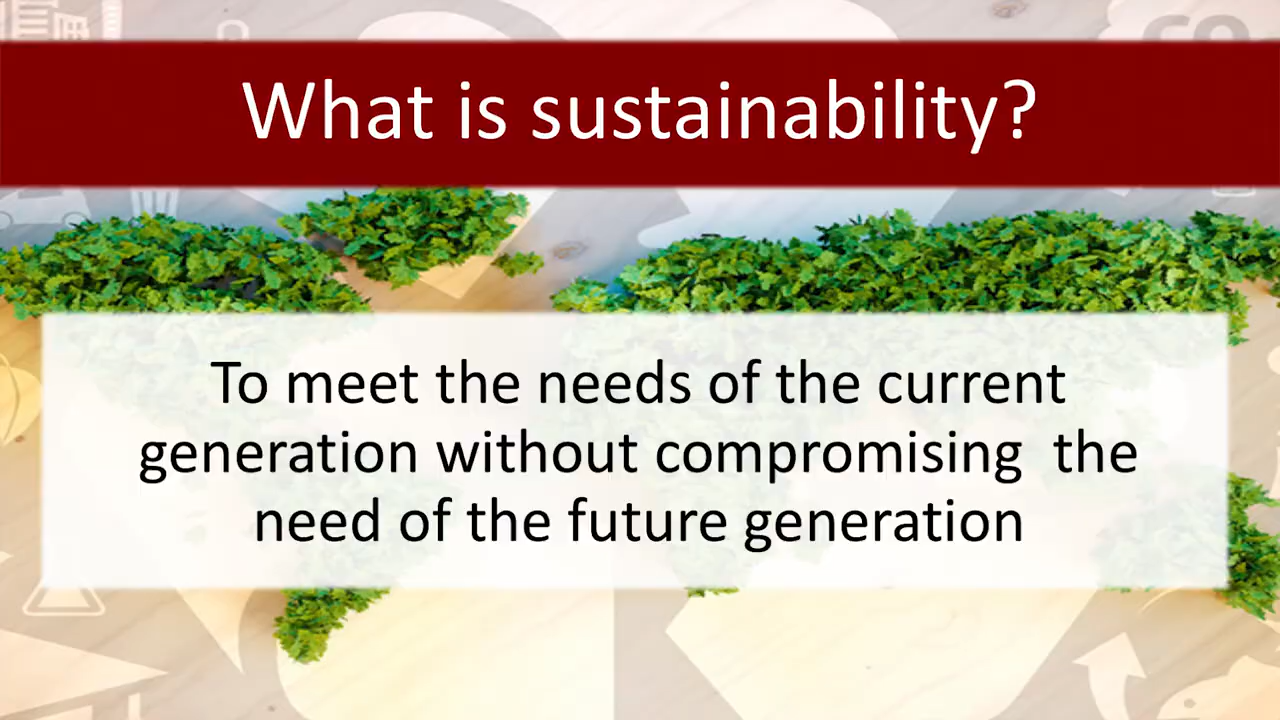 What is sustainability?
To meet the needs of the current
generation without compromising  the
need of the future generation